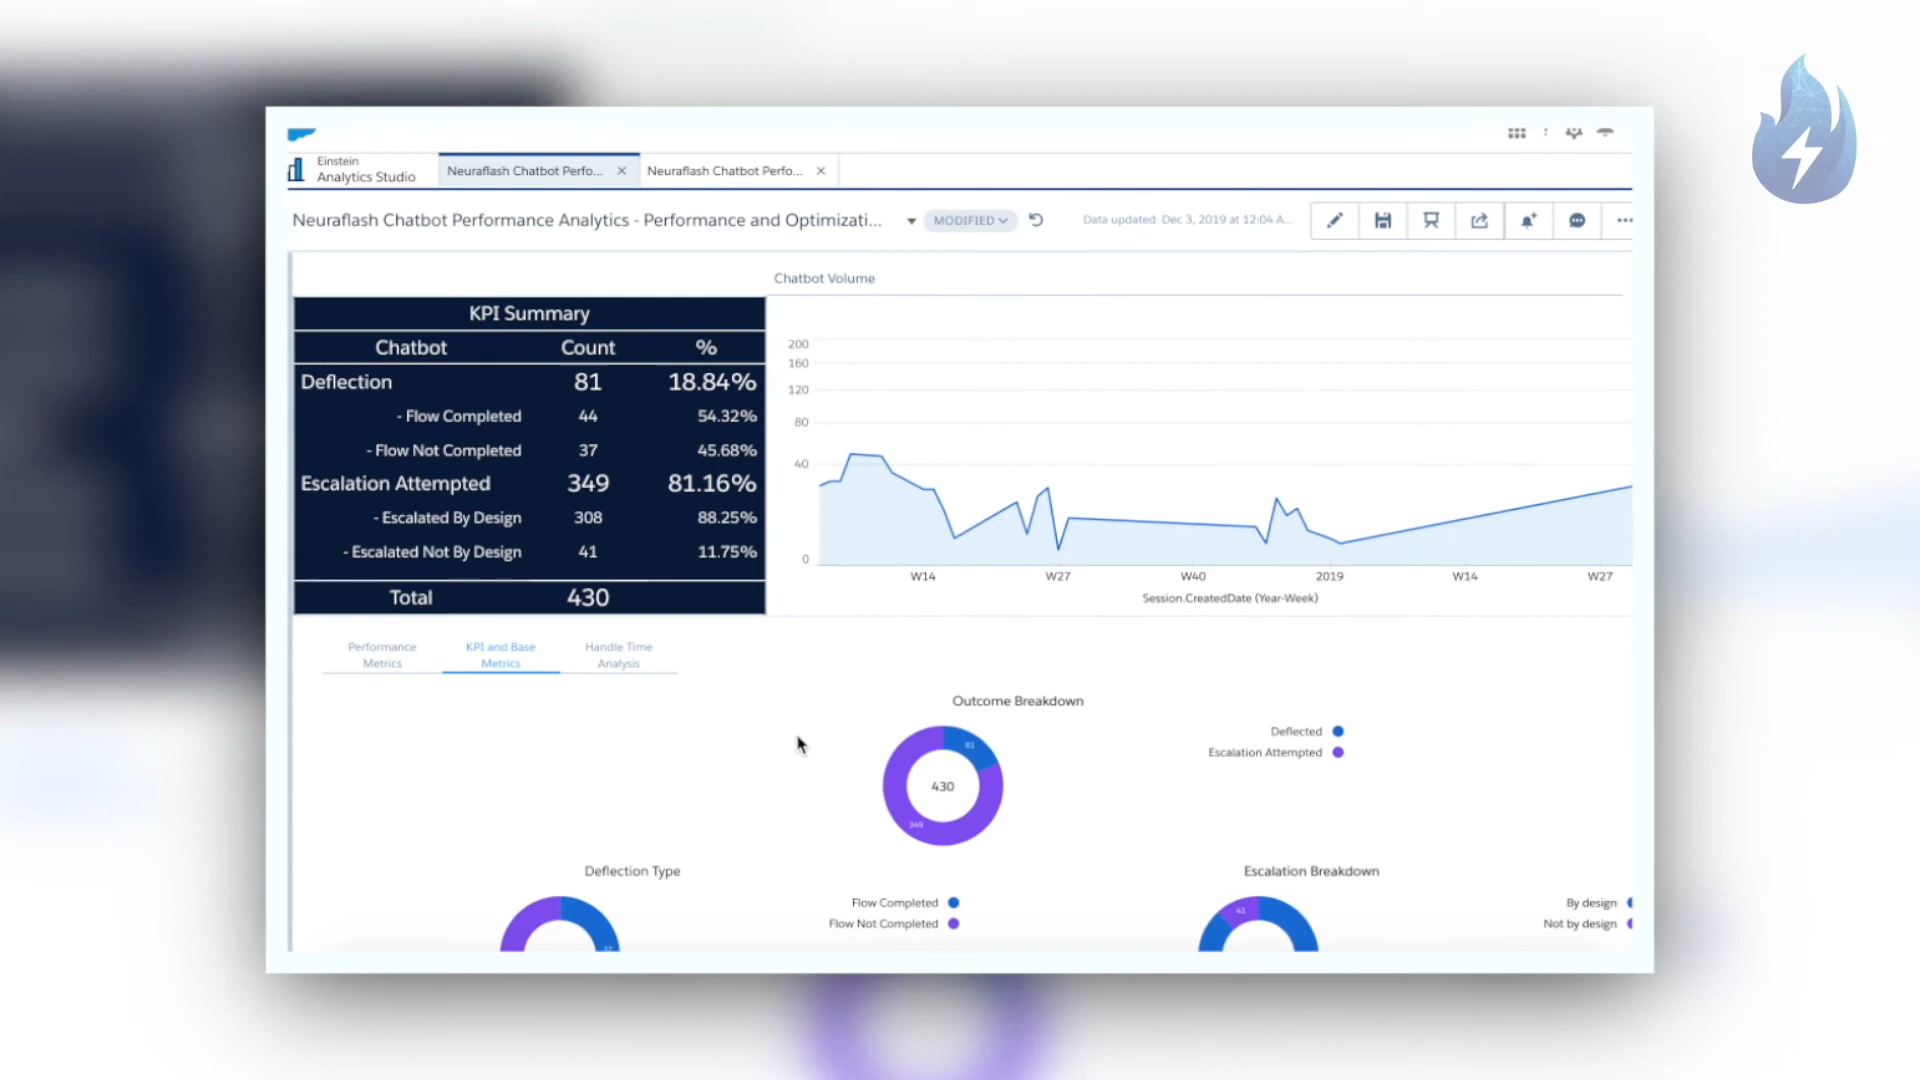 Einstein
Analytics Studio
Neuraflash Chatbot Perfo...
Neuraflash Chatbot Perfo...
Neuraflash Chatbot Performance Analytics - Performance and Optimizati...
MODIFIED
Data updated: Dec 3, 2019 at 12:04 A...
Chatbot Volume
KPI Summary
Chatbot Count %
Deflection 81 18.84%
- Flow Completed 44 54.32%
- Flow Not Completed 37 45.68%
Escalation Attempted 349 81.16%
- Escalated By Design 308 88.25%
- Escalated Not By Design 41 11.75%
Total 430
200
160
120
80
40
0
W14 W27 W40 2019 W14 W27
Session.CreatedDate (Year-Week)
Performance
Metrics
KPI and Base
Metrics
Handle Time
Analysis
Outcome Breakdown
81
430
349
Deflected
Escalation Attempted
Deflection Type
Flow Completed
Flow Not Completed
Escalation Breakdown
41
By design
Not by design